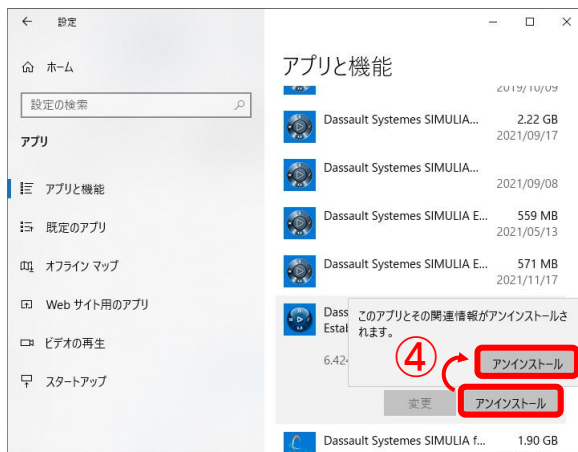 設定
ホーム
設定の検索
アプリ
アプリと機能
既定のアプリ
オフライン マップ
Web サイト用のアプリ
ビデオの再生
スタートアップ
アプリと機能
2019/10/09
Dassault Systemes SIMULIA... 2.22 GB
2021/09/17
Dassault Systemes SIMULIA...
2021/09/08
Dassault Systemes SIMULIA E... 559 MB
2021/05/13
Dassault Systemes SIMULIA E... 571 MB
2021/11/17
このアプリとその関連情報がアンインストールさ
れます。
6.42
④
アンインストール
変更
アンインストール
Dassault Systemes SIMULIA f... 1.90 GB